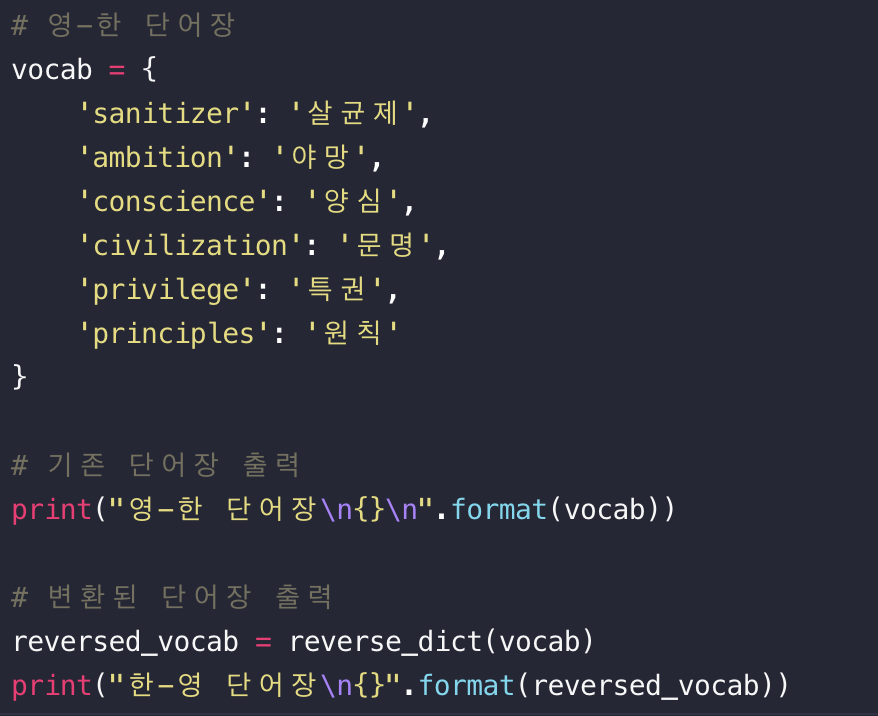 # 영-한 단어장
vocab = {
    'sanitizer': '살균제',
    'ambition': '야망',
    'conscience': '양심',
    'civilization': '문명',
    'privilege': '특권',
    'principles': '원칙'
}
# 기존 단어장 출력
print("영-한 단어장\n{}\n".format(vocab))
# 변환된 단어장 출력
reversed_vocab = reverse_dict(vocab)
print("한-영 단어장\n{}".format(reversed_vocab))